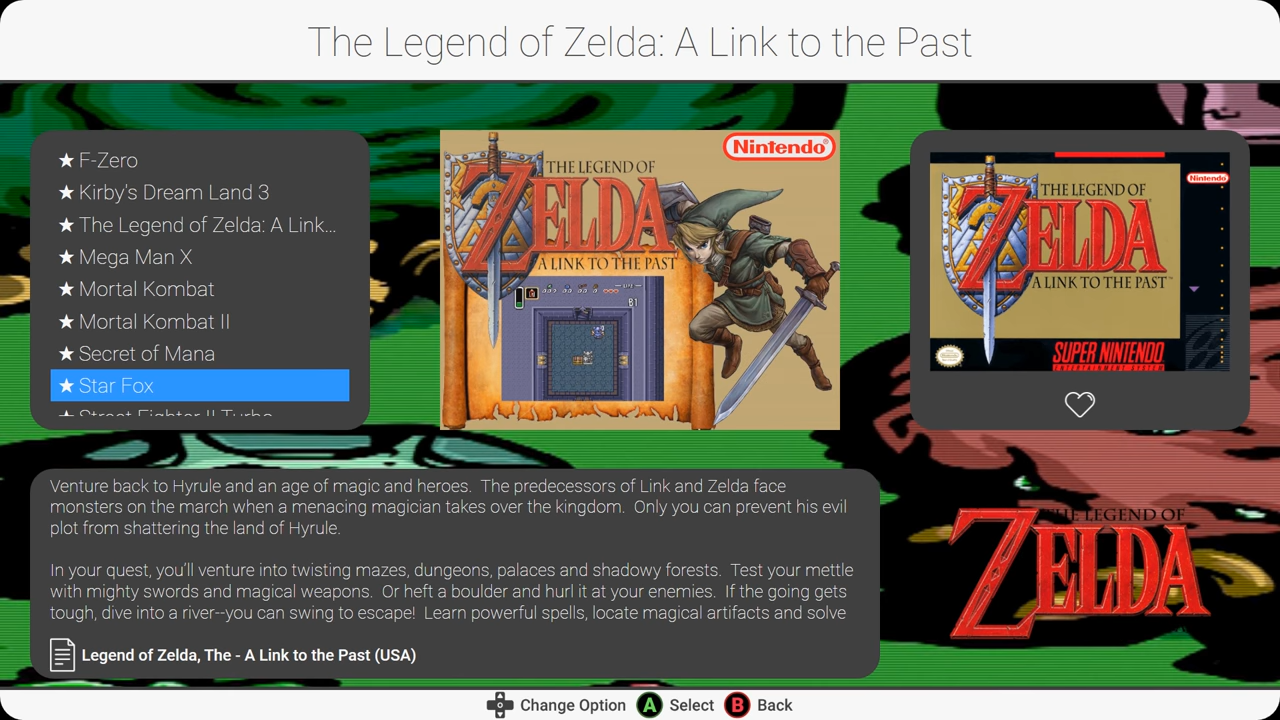 The Legend of Zelda: A Link to the Past
★ F-Zero
★ Kirby's Dream Land 3
★ The Legend of Zelda: A Link...
★ Mega Man X
★ Mortal Kombat
★ Mortal Kombat II
★ Secret of Mana
★ Star Fox
★ Street Fighter II Turbo
Nintendo
THE LEGEND OF
ZELDA
A LINK TO THE PAST
B1
Nintendo
THE LEGEND OF
ZELDA
A LINK TO THE PAST
SUPER NINTENDO
ENTERTAINMENT SYSTEM
Venture back to Hyrule and an age of magic and heroes.  The predecessors of Link and Zelda face
monsters on the march when a menacing magician takes over the kingdom.  Only you can prevent his evil
plot from shattering the land of Hyrule.
In your quest, you'll venture into twisting mazes, dungeons, palaces and shadowy forests.  Test your mettle
with mighty swords and magical weapons.  Or heft a boulder and hurl it at your enemies.  If the going gets
tough, dive into a river--you can swing to escape!  Learn powerful spells, locate magical artifacts and solve
Legend of Zelda, The - A Link to the Past (USA)
THE LEGEND OF
ZELDA
Change Option A Select B Back